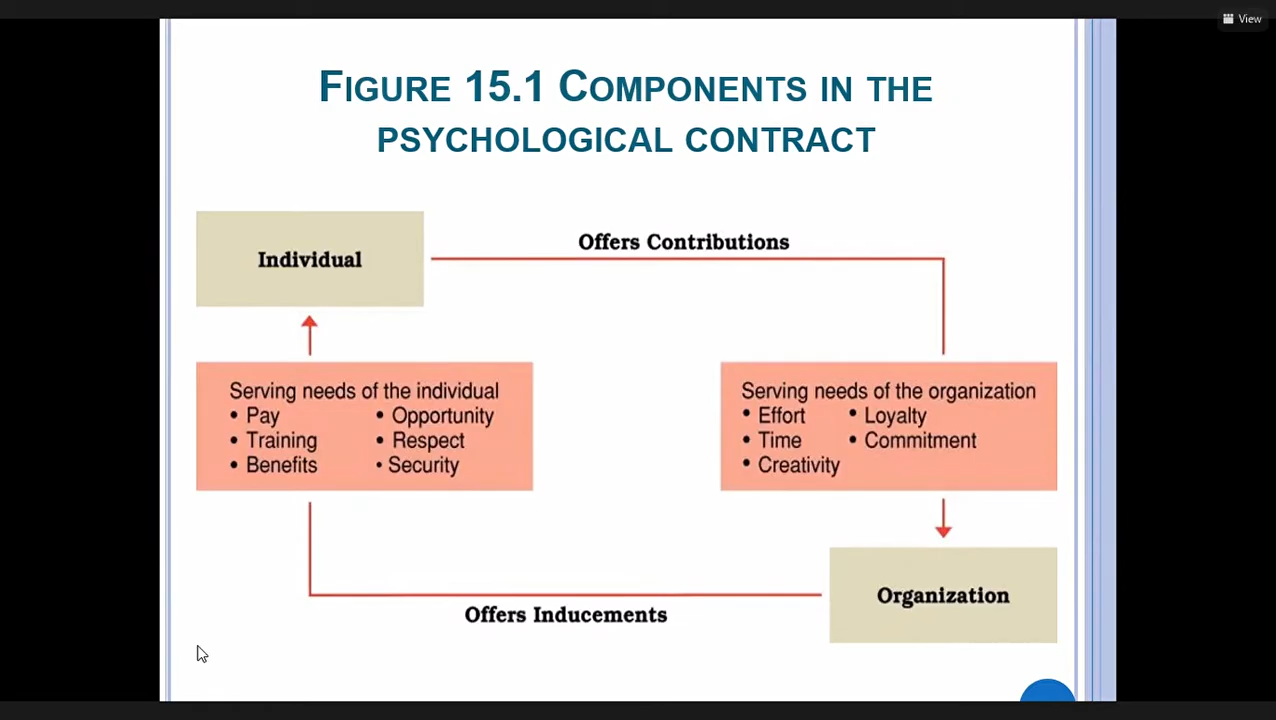 View
FIGURE 15.1 COMPONENTS IN THE
PSYCHOLOGICAL CONTRACT
Individual
Offers Contributions
Serving needs of the individual
• Pay • Opportunity
• Training • Respect
• Benefits • Security
Serving needs of the organization
• Effort • Loyalty
• Time • Commitment
• Creativity
Offers Inducements
Organization